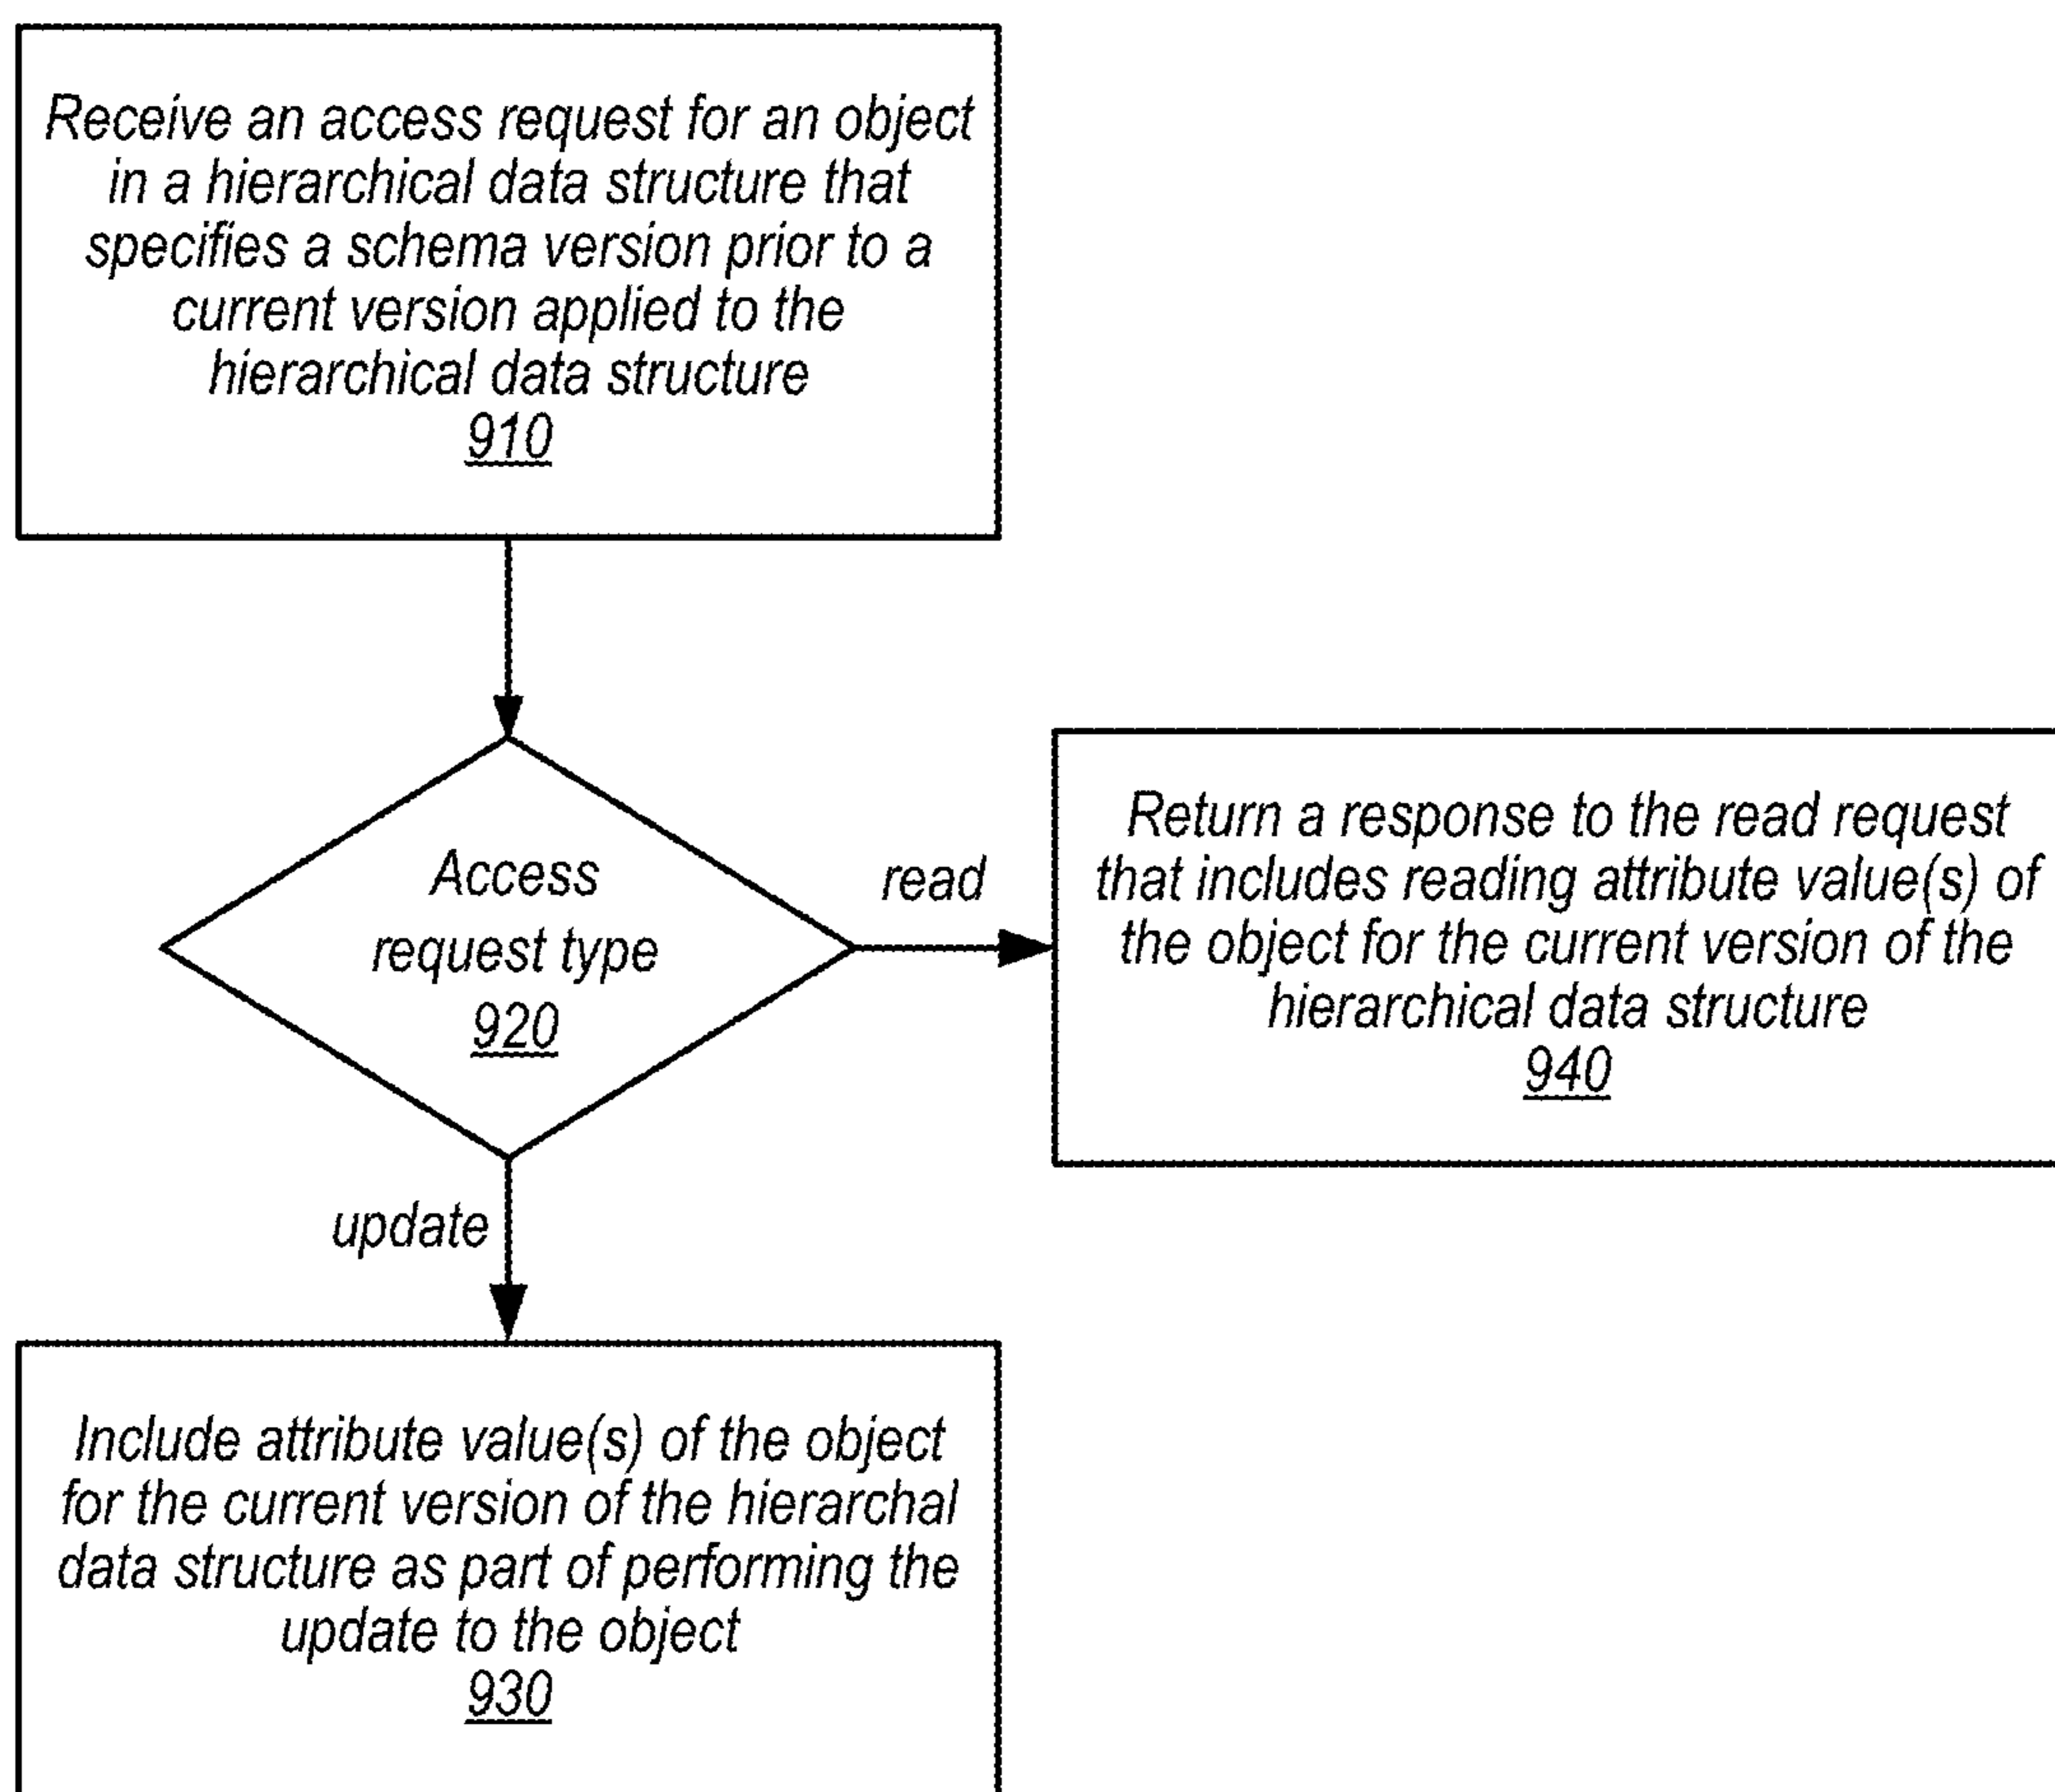 Receive an access request for an object
in a hierarchical data structure that
specifies a schema version prior to a
current version applied to the
hierarchical data structure
910
Access
request type
920
read
Return a response to the read request
that includes reading attribute value(s) of
the object for the current version of the
hierarchical data structure
940
update
Include attribute value(s) of the object
for the current version of the hierarchal
data structure as part of performing the
update to the object
930